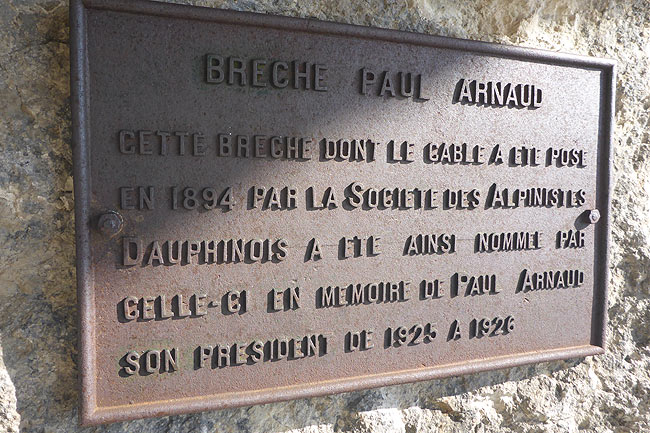 BRECHE PAUL ARNAUD
CETTE BRECHE DONT LE CABLE A ETE POSE
EN 1894 PAR LA SOCIETE DES ALPINISTES
DAUPHINOIS A ETE AINSI NOMMEE PAR
CELLE-CI EN MEMOIRE DE PAUL ARNAUD
SON PRESIDENT DE 1925 A 1926